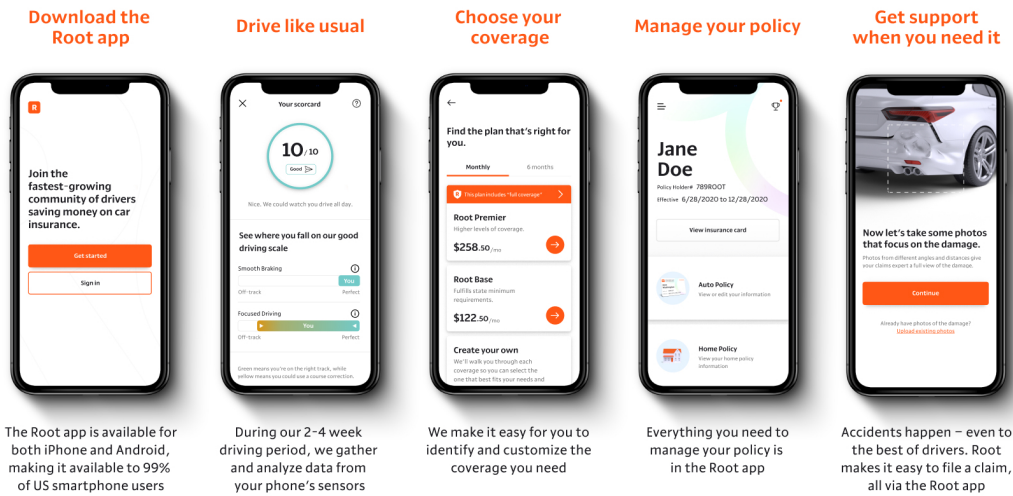 Download the
Root app
R
Join the
fastest-growing
community of drivers
saving money on car
insurance.
Get started
Sign in
The Root app is available for
both iPhone and Android,
making it available to 99%
of US smartphone users
Drive like usual
Your scorcard
10/10
Good
Nice. We could watch you drive all day.
See where you fall on our good
driving scale
Smooth Braking
You
Off-track Perfect
Focused Driving
You
Off-track Perfect
Green means you're on the right track, while
yellow means you could use a course correction.
During our 2-4 week
driving period, we gather
and analyze data from
your phone's sensors
Choose your
coverage
Find the plan that's right for
you.
Monthly 6 months
This plan includes "full coverage"
Root Premier
Higher levels of coverage.
$258.50/mo
Root Base
Fulfills state minimum
requirements.
$122.50/mo
Create your own
We'll walk you through each
coverage so you can select the
one that best fits your needs and
We make it easy for you to
identify and customize the
coverage you need
Manage your policy
Jane
Doe
Policy Holder# 789ROOT
Effective 6/28/2020 to 12/28/2020
View insurance card
Auto Policy
View or edit your information
Home Policy
View your home policy
information
Everything you need to
manage your policy is
in the Root app
Get support
when you need it
Now let's take some photos
that focus on the damage.
Photos from different angles and distances give
your claims expert a full view of the damage.
Continue
Already have photos of the damage?
Upload existing photos
Accidents happen – even to
the best of drivers. Root
makes it easy to file a claim,
all via the Root app